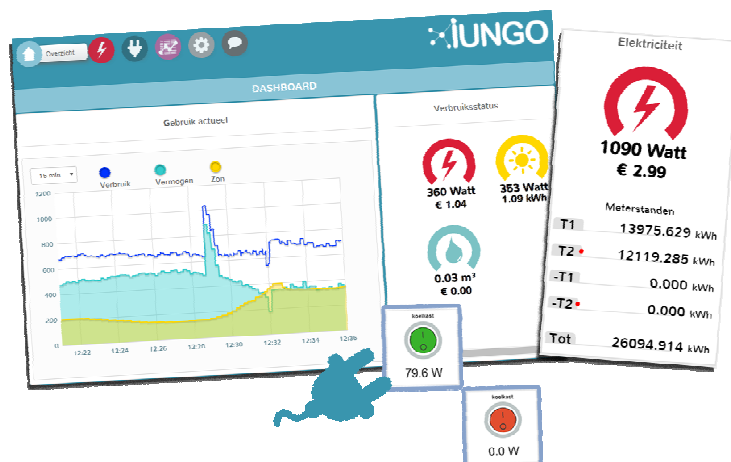 Overzicht
iUNGO
DASHBOARD
Gebruik actueel
15 min
Verbruik
Vermogen
Zon
1200
1000
800
600
400
200
0
12:22
12:24
12:26
12:28
12:30
12:32
12:34
12:36
Verbruiksstatus
360 Watt
€ 1.04
353 Watt
1.09 kWh
0.03 m³
€ 0.00
koelkast
79.6 W
koelkast
0.0 W
Elektriciteit
1090 Watt
€ 2.99
Meterstanden
T1 13975.629 kWh
T2 12119.285 kWh
-T1 0.000 kWh
-T2 0.000 kWh
Tot 26094.914 kWh